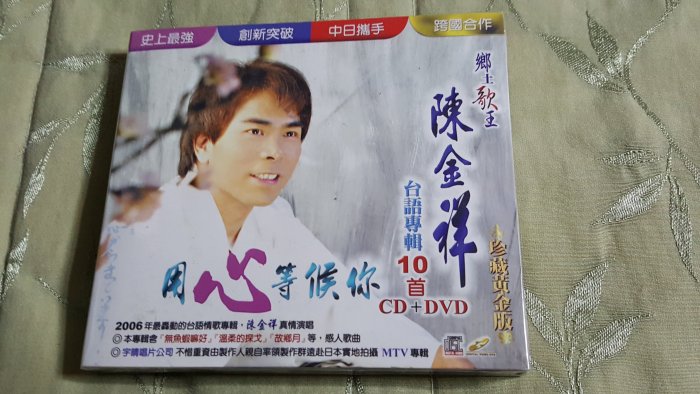 史上最強
創新突破
中日攜手
跨國合作
鄉土歌王
陳金祥
台語專輯
10首
CD+DVD
珍藏黃金版
用心等候你
2006年最轟動的台語情歌專輯，陳金祥真情演唱
◎本專輯含「無魚蝦嘛好」「溫柔的探戈」「故鄉月」等，感人歌曲
◎宇晴唱片公司 不惜重資由製作人親自率領製作群遠赴日本實地拍攝 MTV專輯